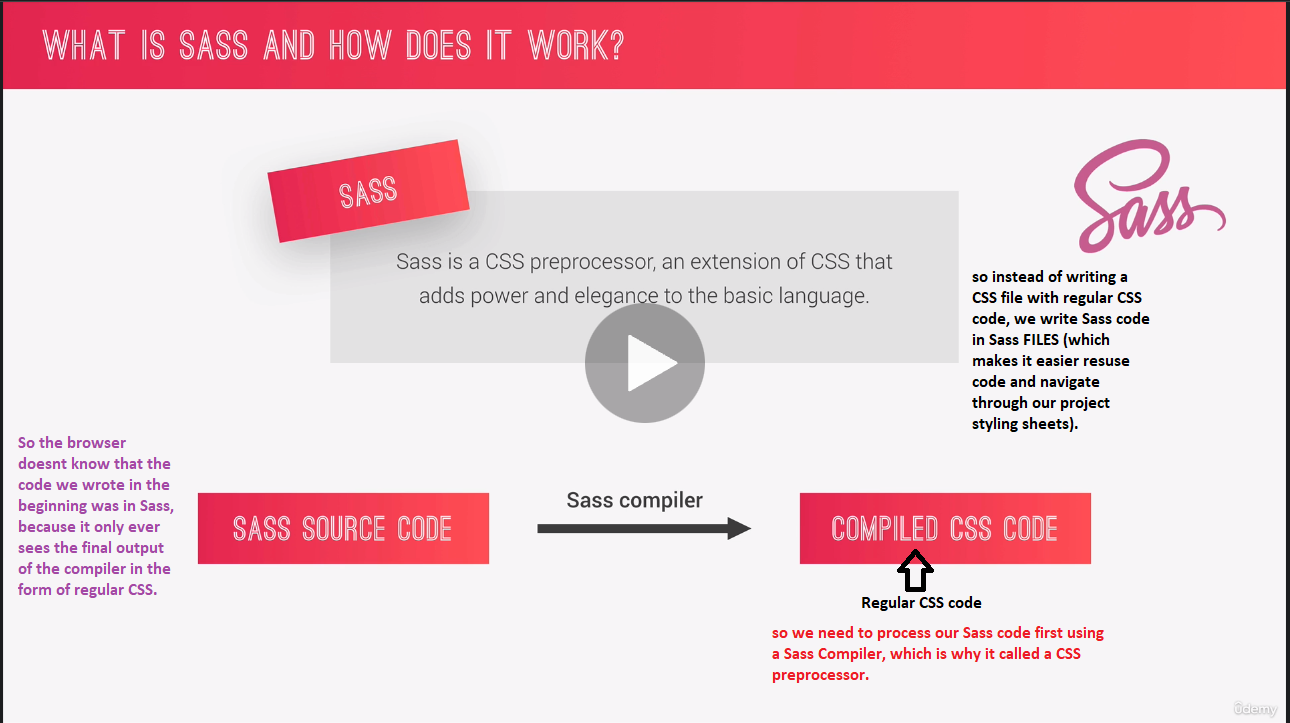 WHAT IS SASS AND HOW DOES IT WORK?
SASS
Sass
Sass is a CSS preprocessor, an extension of CSS that
adds power and elegance to the basic language.
so instead of writing a
CSS file with regular CSS
code, we write Sass code
in Sass FILES (which
makes it easier resuse
code and navigate
through our project
styling sheets).
So the browser
doesnt know that the
code we wrote in the
beginning was in Sass,
because it only ever
sees the final output
of the compiler in the
form of regular CSS.
SASS SOURCE CODE
Sass compiler
COMPILED CSS CODE
Regular CSS code
so we need to process our Sass code first using
a Sass Compiler, which is why it called a CSS
preprocessor.
ûdemy